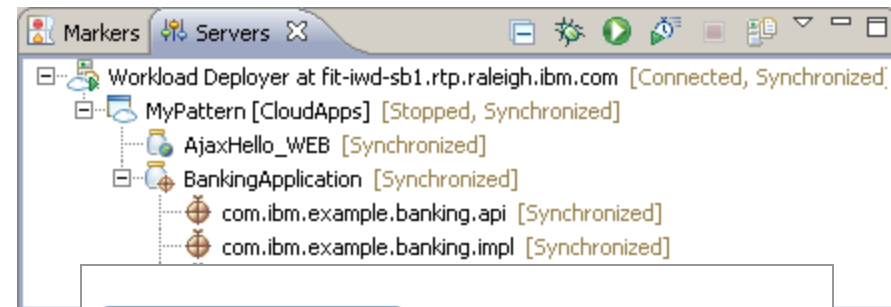 Markers Servers
Workload Deployer at fit-iwd-sb1.rtp.raleigh.ibm.com [Connected, Synchronized]
MyPattern [CloudApps] [Stopped, Synchronized]
AjaxHello_WEB [Synchronized]
BankingApplication [Synchronized]
com.ibm.example.banking.api [Synchronized]
com.ibm.example.banking.impl [Synchronized]